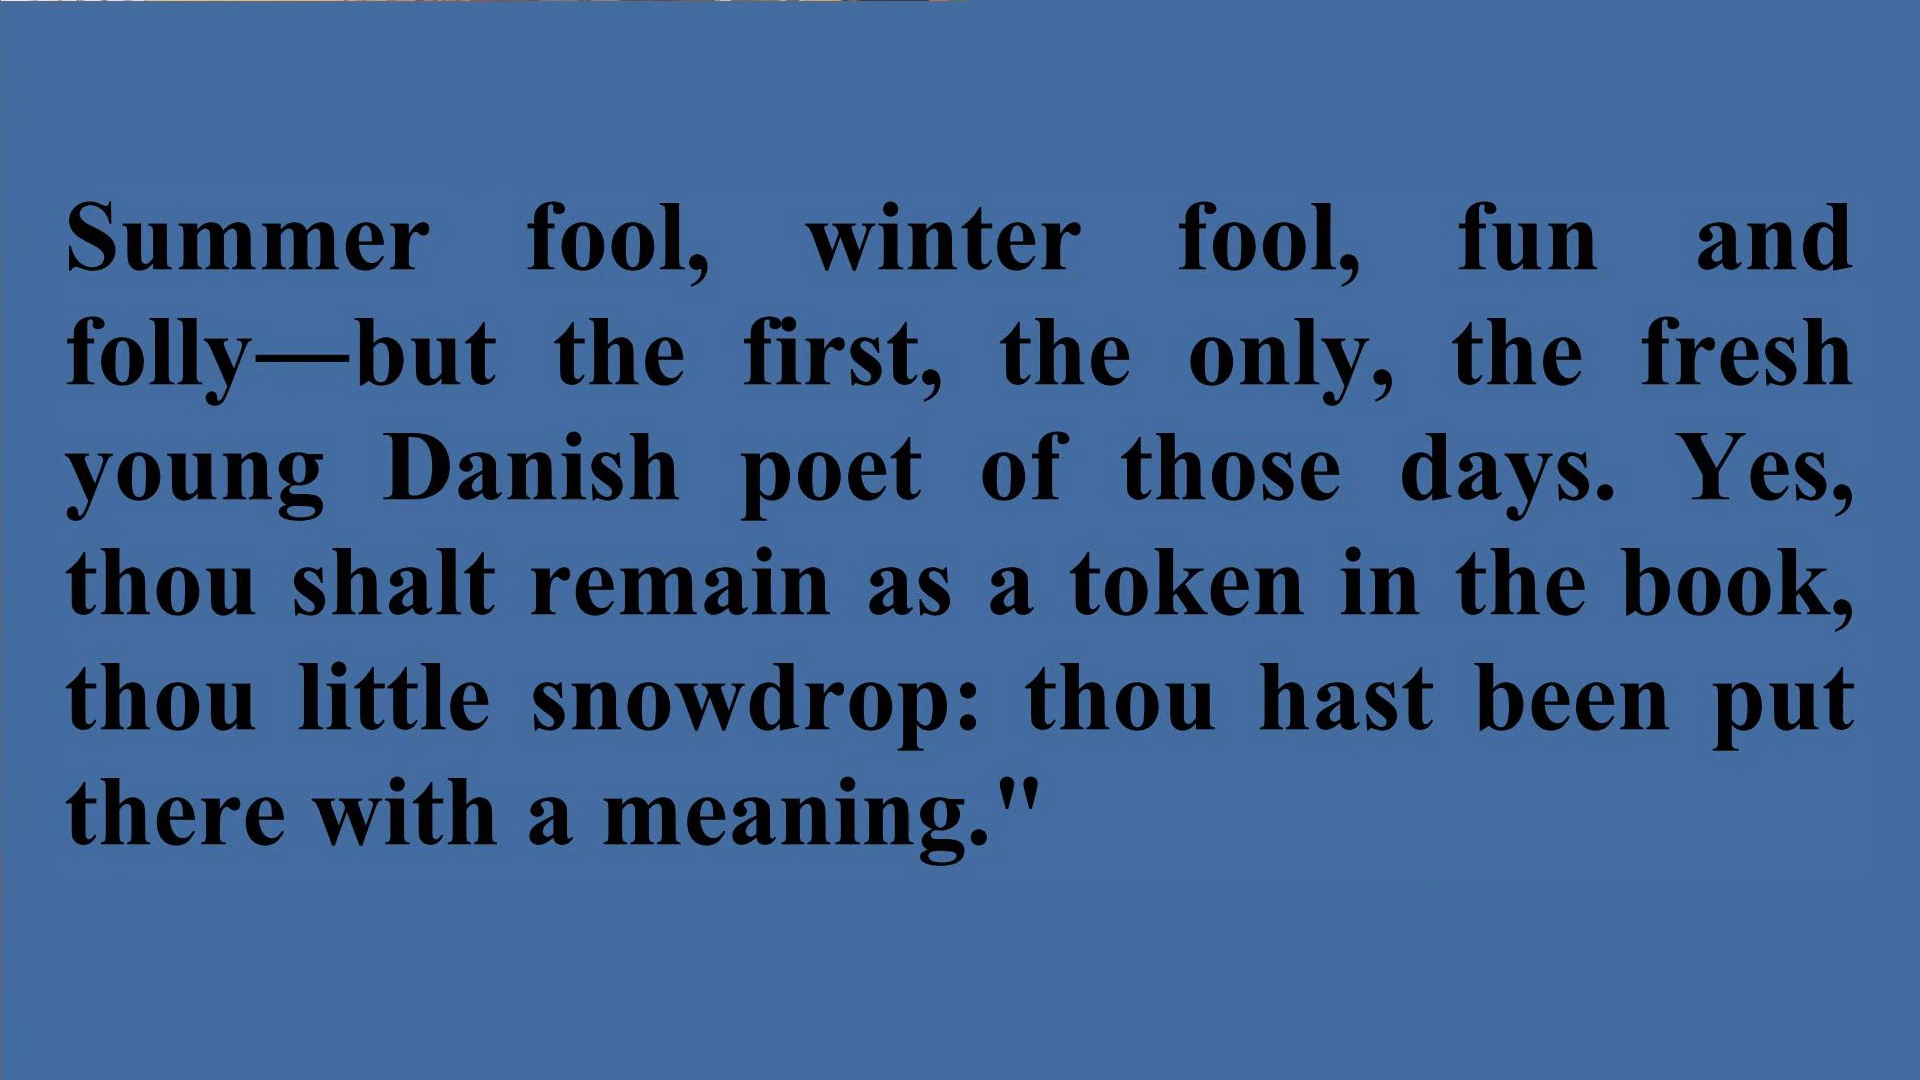 Summer fool, winter fool, fun and
folly—but the first, the only, the fresh
young Danish poet of those days. Yes,
thou shalt remain as a token in the book,
thou little snowdrop: thou hast been put
there with a meaning."